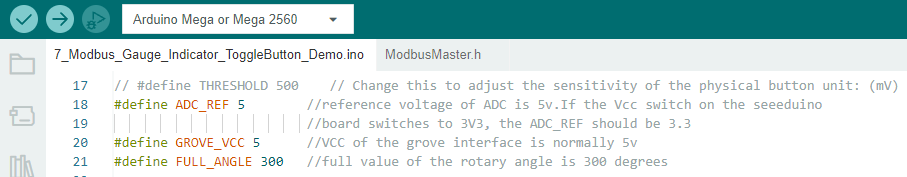 Arduino Mega or Mega 2560
7_Modbus_Gauge_Indicator_ToggleButton_Demo.ino ModbusMaster.h
17 // #define THRESHOLD 500 // Change this to adjust the sensitivity of the physical button unit: (mV)
18 #define ADC_REF 5 //reference voltage of ADC is 5v.If the Vcc switch on the seeeduino
19 //board switches to 3V3, the ADC_REF should be 3.3
20 #define GROVE_VCC 5 //VCC of the grove interface is normally 5v
21 #define FULL_ANGLE 300 //full value of the rotary angle is 300 degrees